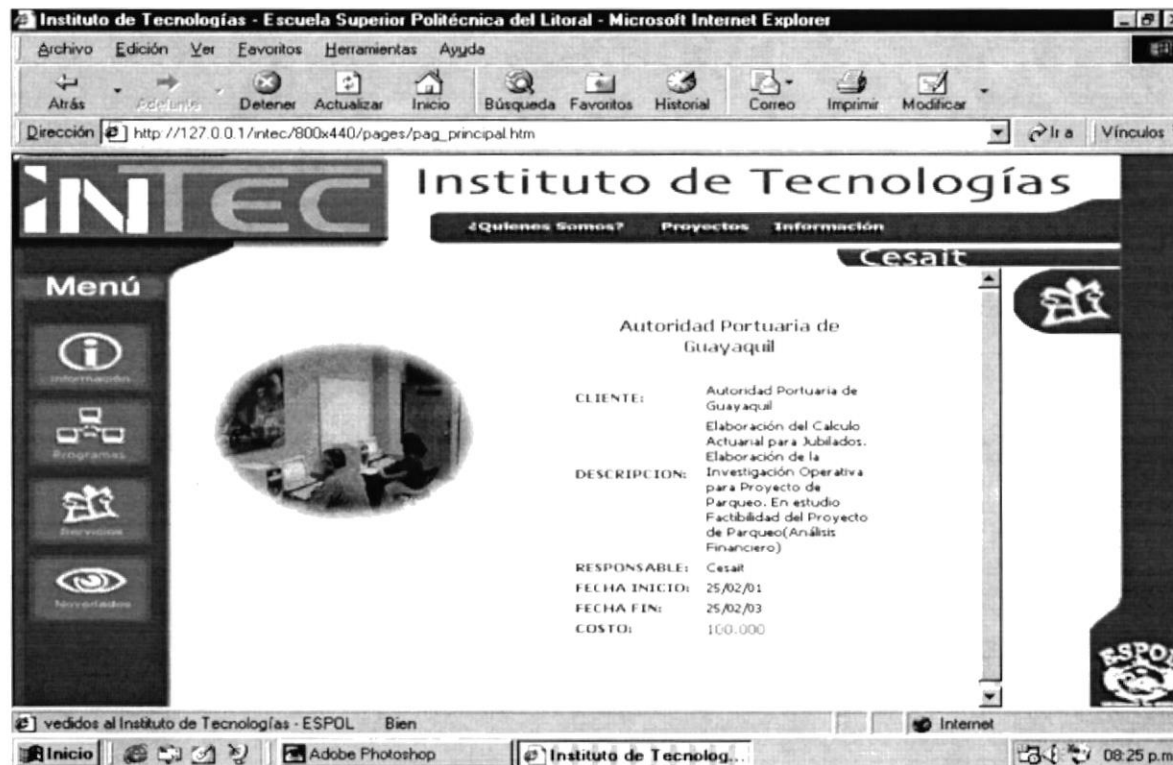 Instituto de Tecnologías - Escuela Superior Politécnica del Litoral - Microsoft Internet Explorer
Archivo Edición Ver Favoritos Herramientas Ayuda
Atrás Adelante Detener Actualizar Inicio Búsqueda Favoritos Historial Correo Imprimir Modificar
Dirección http://127.0.0.1/intec/800x440/pages/pag_principal.htm Ir a Vínculos
INTEC
Instituto de Tecnologías
¿Quienes Somos? Proyectos Información
Cesait
Menú
Información
Programas
Servicios
Novedades
Autoridad Portuaria de
Guayaquil
CLIENTE: Autoridad Portuaria de
Guayaquil
DESCRIPCION: Elaboración del Calculo
Actuarial para Jubilados.
Elaboración de la
Investigación Operativa
para Proyecto de
Parqueo. En estudio
Factibilidad del Proyecto
de Parqueo(Análisis
Financiero)
RESPONSABLE: Cesait
FECHA INICIO: 25/02/01
FECHA FIN: 25/02/03
COSTO: 100.000
ESPOL
vedidos al Instituto de Tecnologías - ESPOL Bien
Internet
Inicio Adobe Photoshop Instituto de Tecnolog... 08:25 p.m